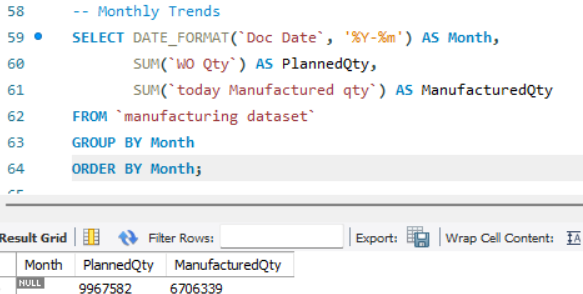 58 -- Monthly Trends
59 SELECT DATE_FORMAT(`Doc Date`, '%Y-%m') AS Month,
60 SUM(`WO Qty`) AS PlannedQty,
61 SUM(`today Manufactured qty`) AS ManufacturedQty
62 FROM `manufacturing dataset`
63 GROUP BY Month
64 ORDER BY Month;
Result Grid Filter Rows: Export: Wrap Cell Content: IA
Month PlannedQty ManufacturedQty
NULL 9967582 6706339